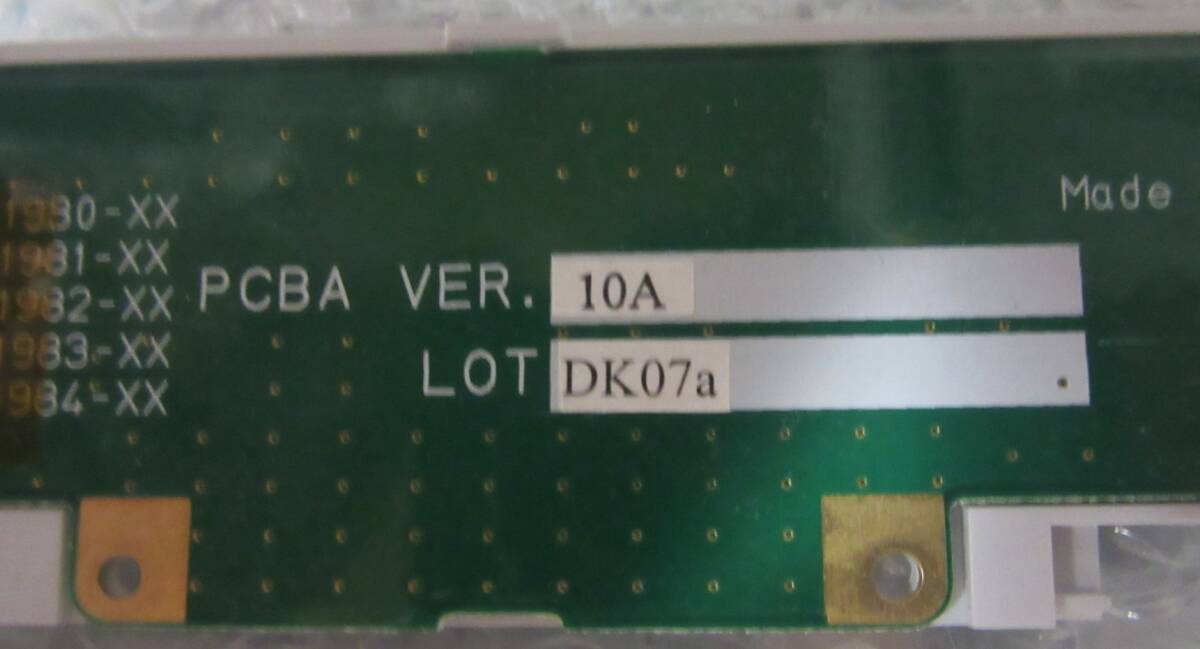 Made
1980-XX
1981-XX
1982-XX
1983-XX
1984-XX
PCBA VER. 10A
LOT DK07a